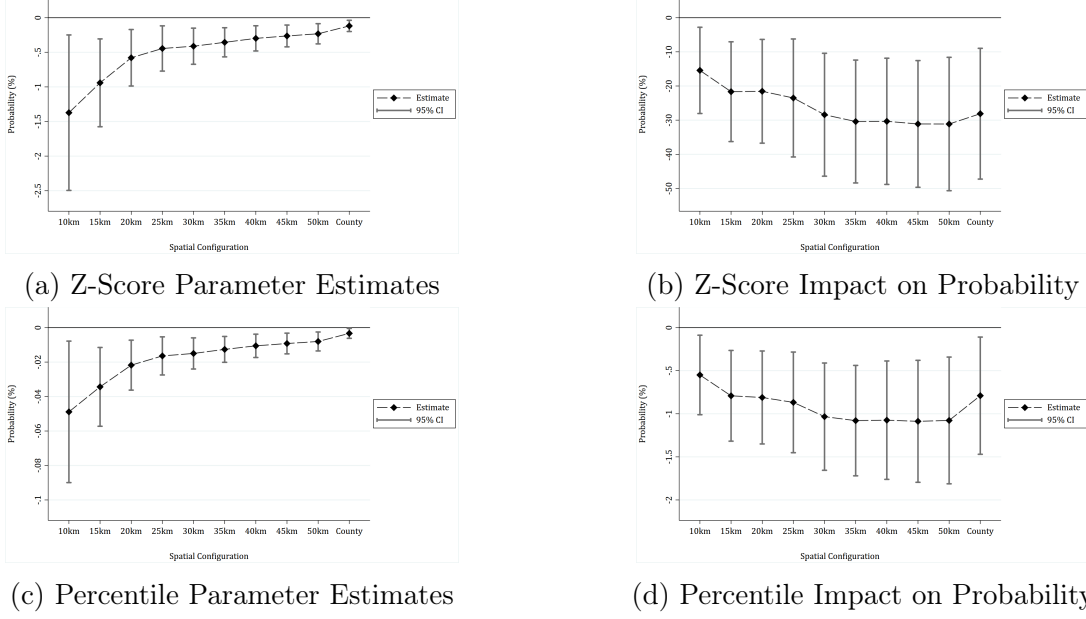 0
-.5
-1
-1.5
-2
-2.5
Probability (%)
10km 15km 20km 25km 30km 35km 40km 45km 50km County
Spatial Configuration
Estimate
95% CI
(a) Z-Score Parameter Estimates
0
-10
-20
-30
-40
-50
Probability (%)
10km 15km 20km 25km 30km 35km 40km 45km 50km County
Spatial Configuration
Estimate
95% CI
(b) Z-Score Impact on Probability
0
-.02
-.04
-.06
-.08
-.1
Probability (%)
10km 15km 20km 25km 30km 35km 40km 45km 50km County
Spatial Configuration
Estimate
95% CI
(c) Percentile Parameter Estimates
0
-.5
-1
-1.5
-2
Probability (%)
10km 15km 20km 25km 30km 35km 40km 45km 50km County
Spatial Configuration
Estimate
95% CI
(d) Percentile Impact on Probability